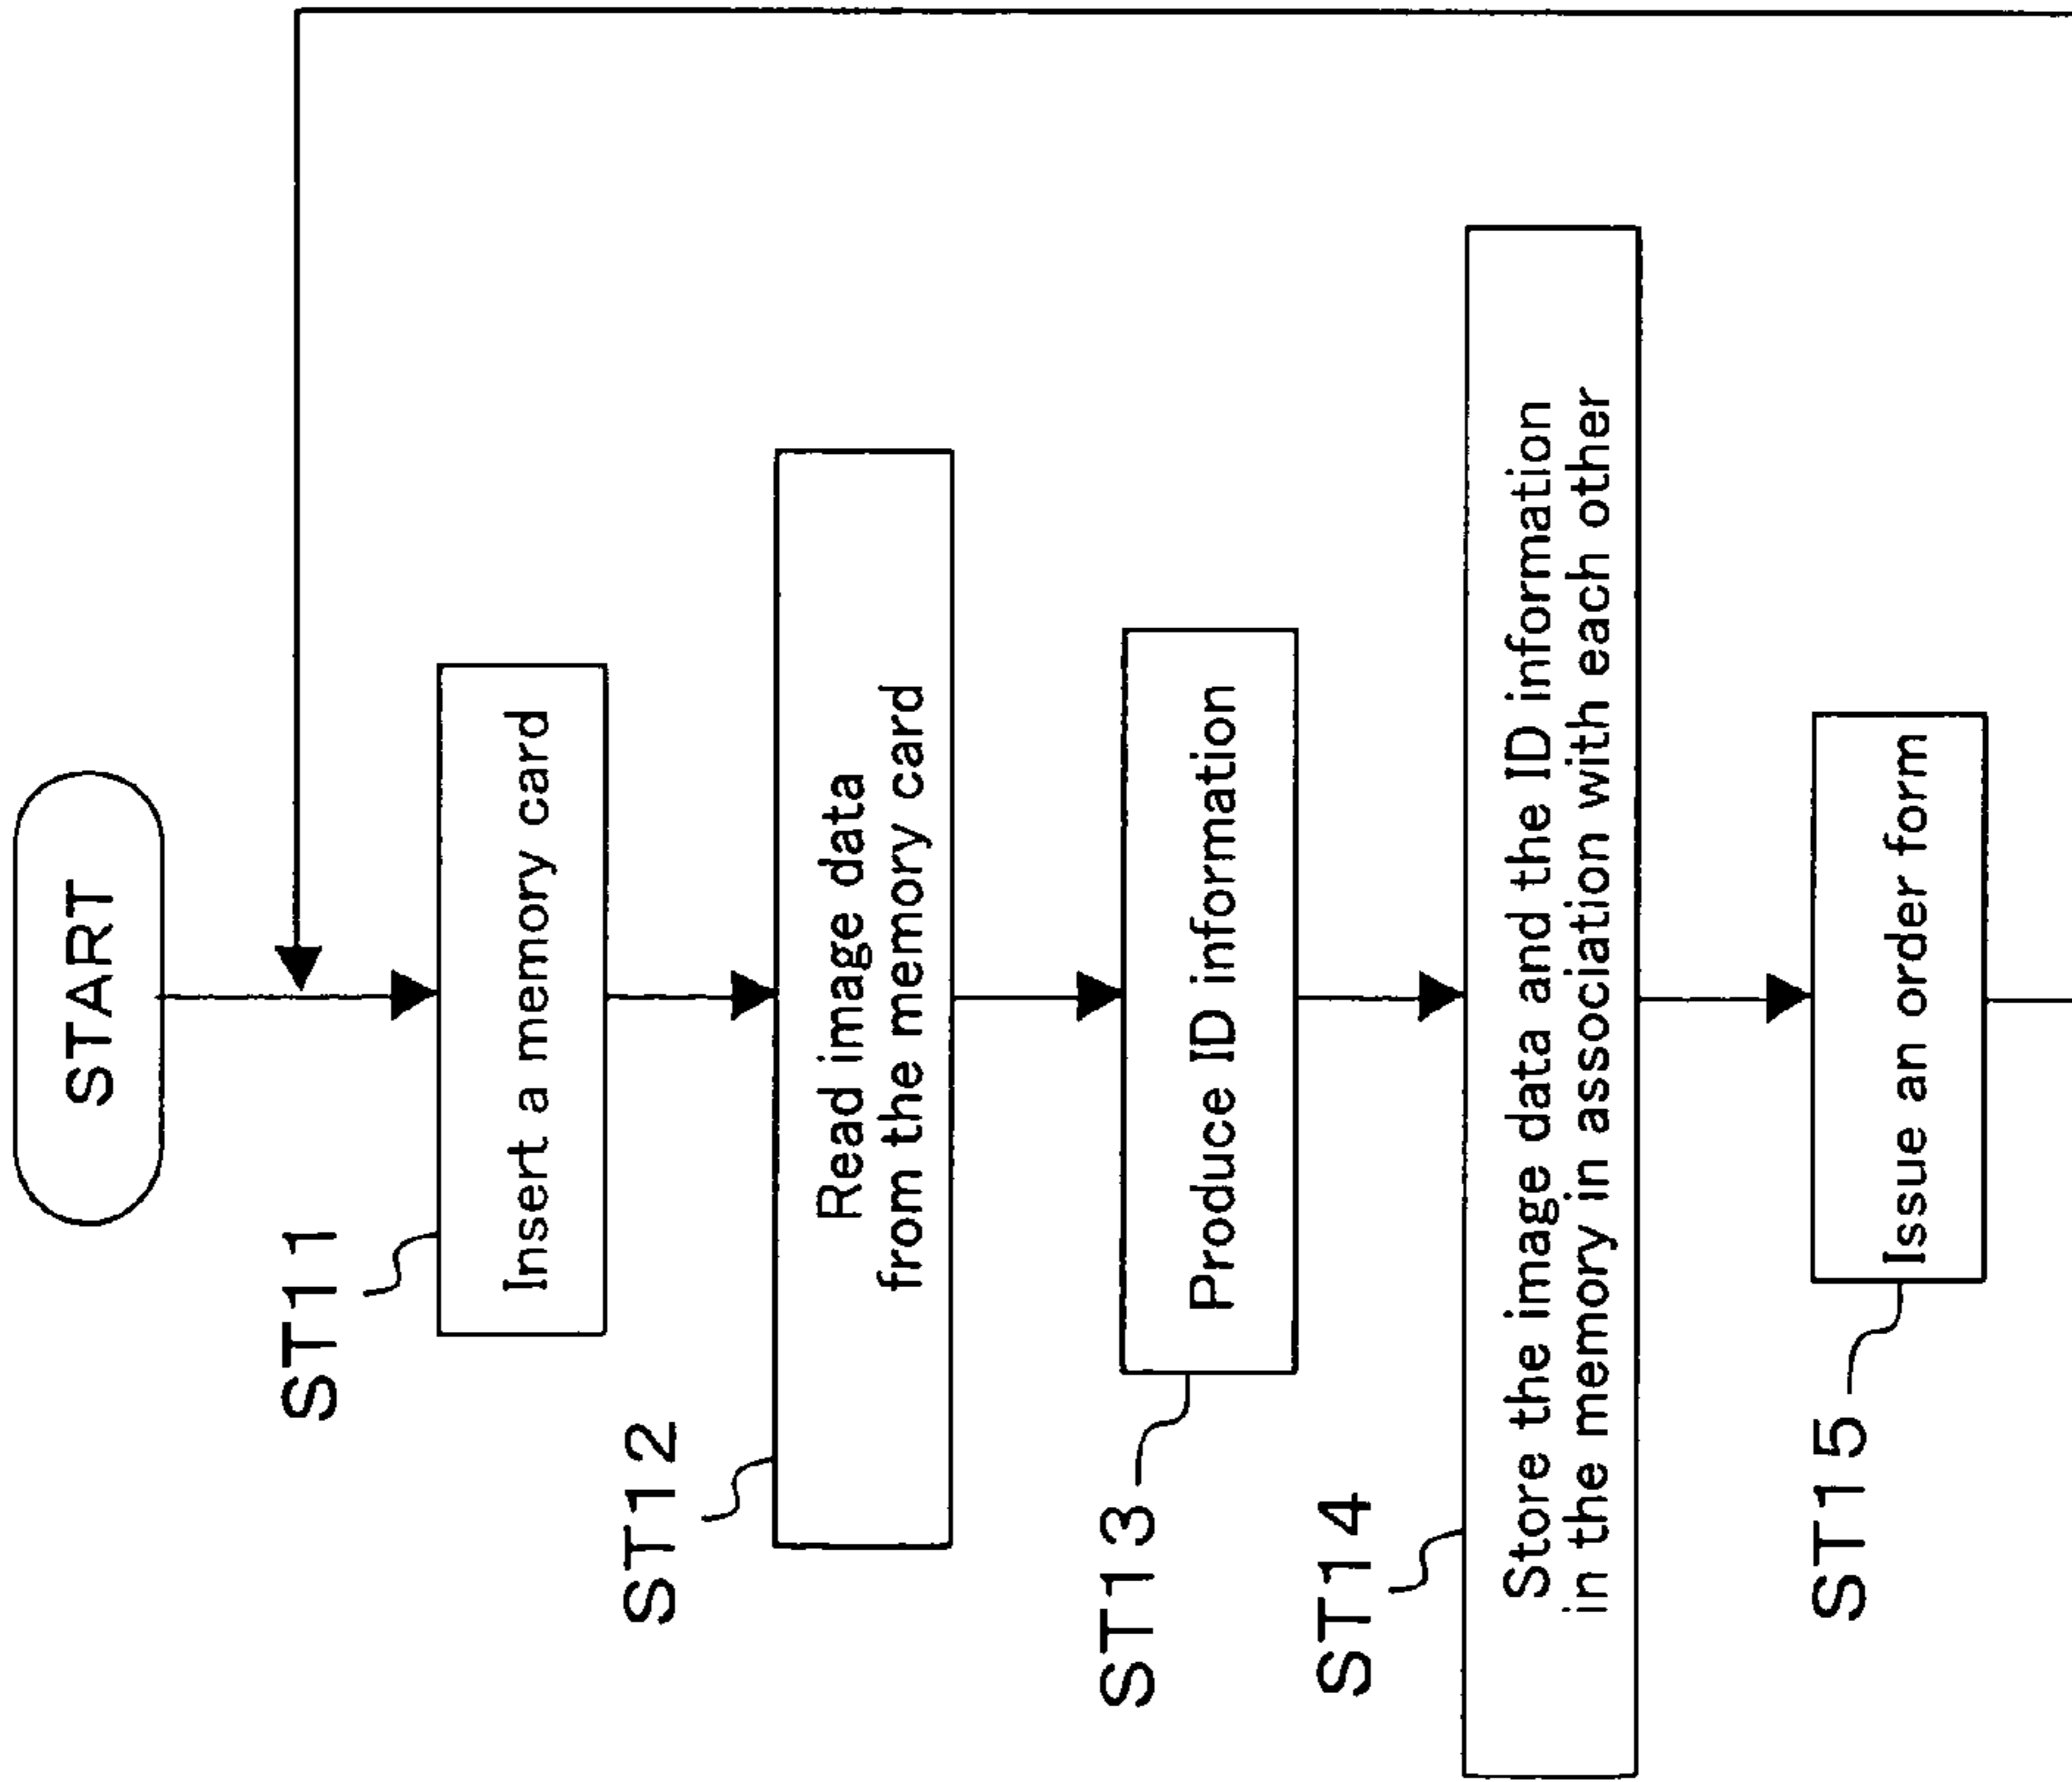 START
ST11
Insert a memory card
ST12
Read image data
from the memory card
ST13
Produce ID information
ST14
Store the image data and the ID information
in the memory in association with each other
ST15
Issue an order form